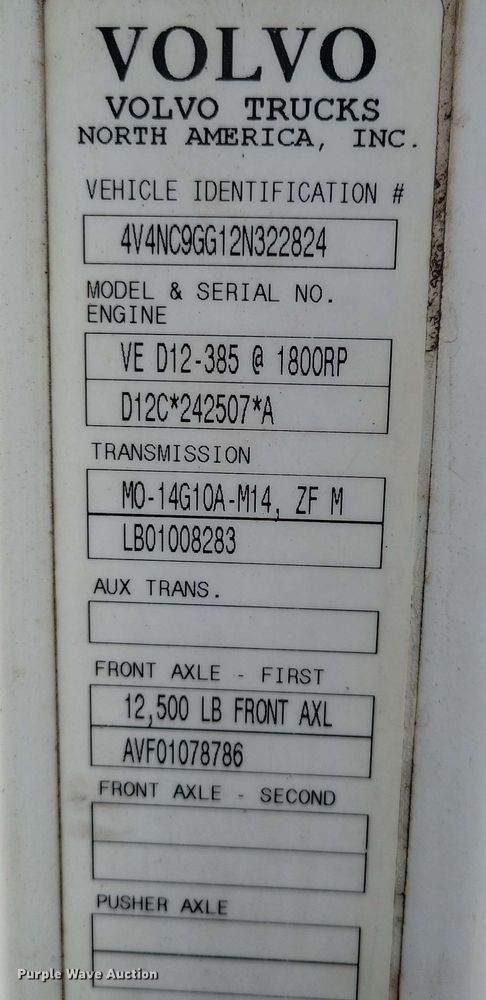 VOLVO
VOLVO TRUCKS
NORTH AMERICA, INC.
VEHICLE IDENTIFICATION #
4V4NC9GG12N322824
MODEL & SERIAL NO.
ENGINE
VE D12-385 @ 1800RP
D12C*242507*A
TRANSMISSION
MO-14G10A-M14, ZF M
LB01008283
AUX TRANS.
FRONT AXLE - FIRST
12,500 LB FRONT AXL
AVF01078786
FRONT AXLE - SECOND
PUSHER AXLE
Purple Wave Auction